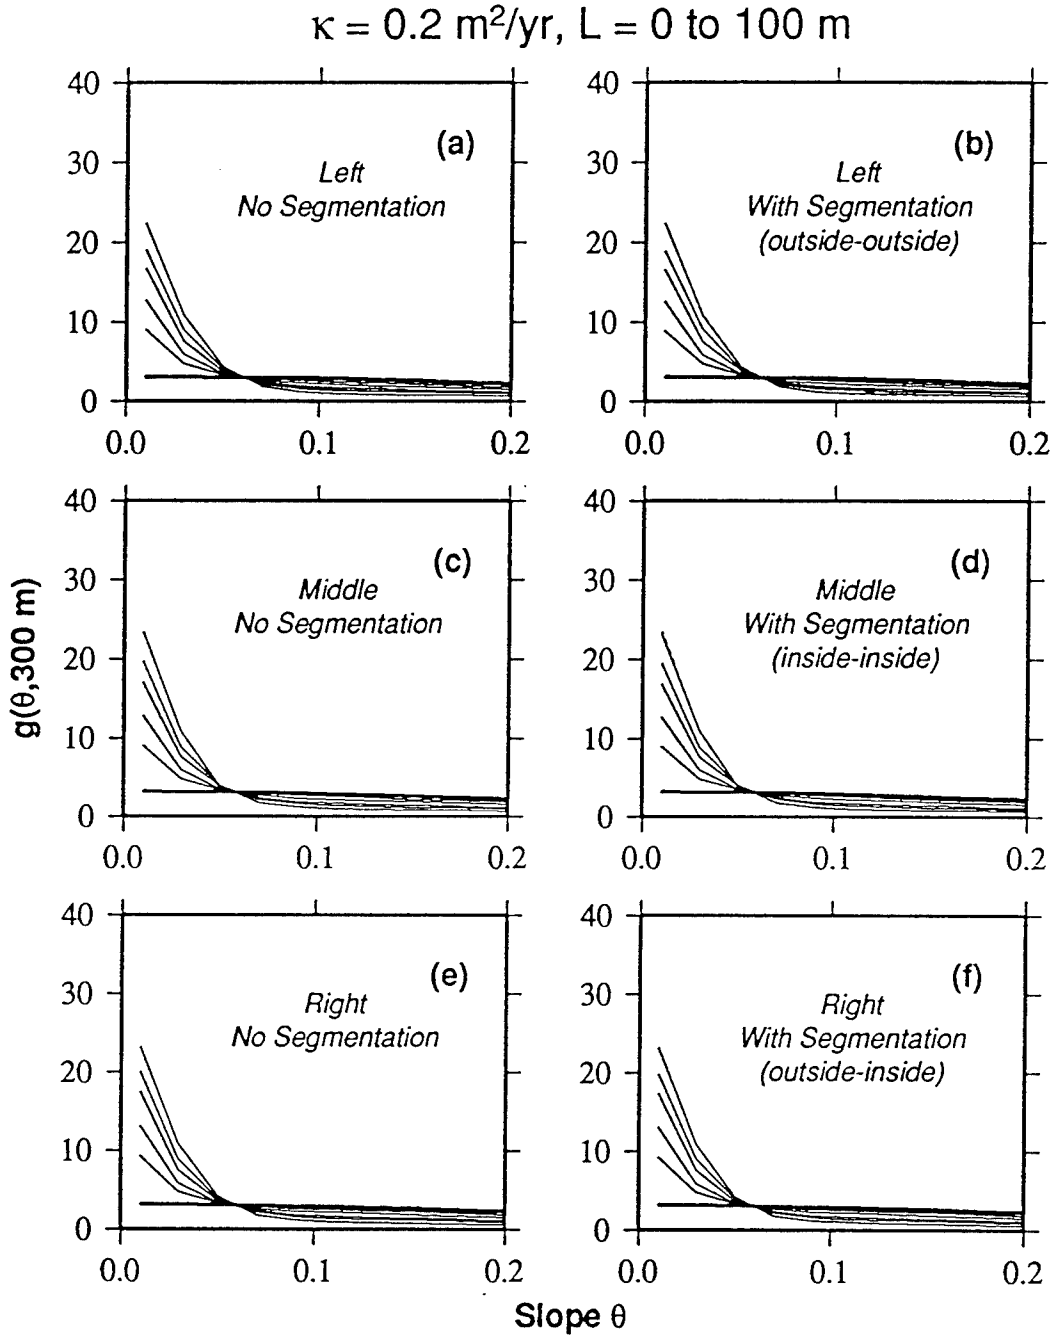 κ = 0.2 m²/yr, L = 0 to 100 m
40
30
20
10
0
(a)
Left
No Segmentation
0.0
0.1
0.2
40
30
20
10
0
(b)
Left
With Segmentation
(outside-outside)
0.0
0.1
0.2
g(θ,300 m)
40
30
20
10
0
(c)
Middle
No Segmentation
0.0
0.1
0.2
40
30
20
10
0
(d)
Middle
With Segmentation
(inside-inside)
0.0
0.1
0.2
40
30
20
10
0
(e)
Right
No Segmentation
0.0
0.1
0.2
40
30
20
10
0
(f)
Right
With Segmentation
(outside-inside)
0.0
0.1
0.2
Slope θ